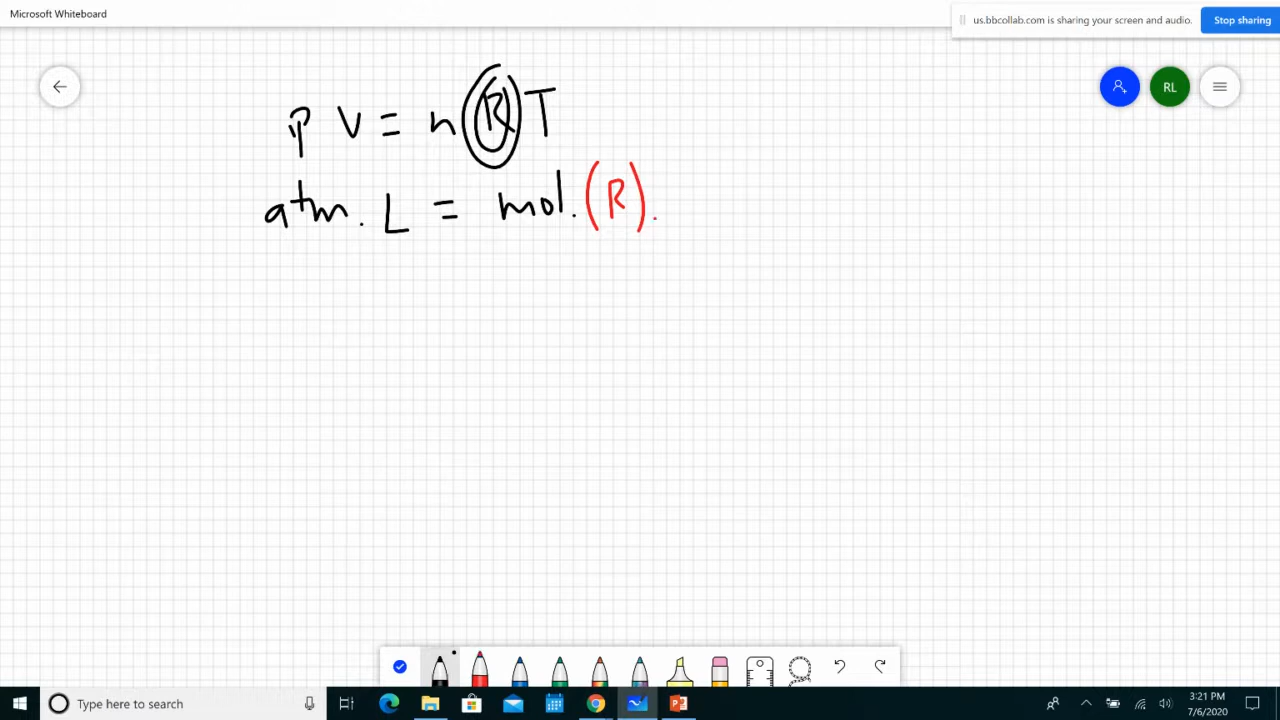 Microsoft Whiteboard
us.bbcollab.com is sharing your screen and audio.
Stop sharing
RL
p V = n R T
atm. L = mol. (R).
Type here to search
3:21 PM
7/6/2020